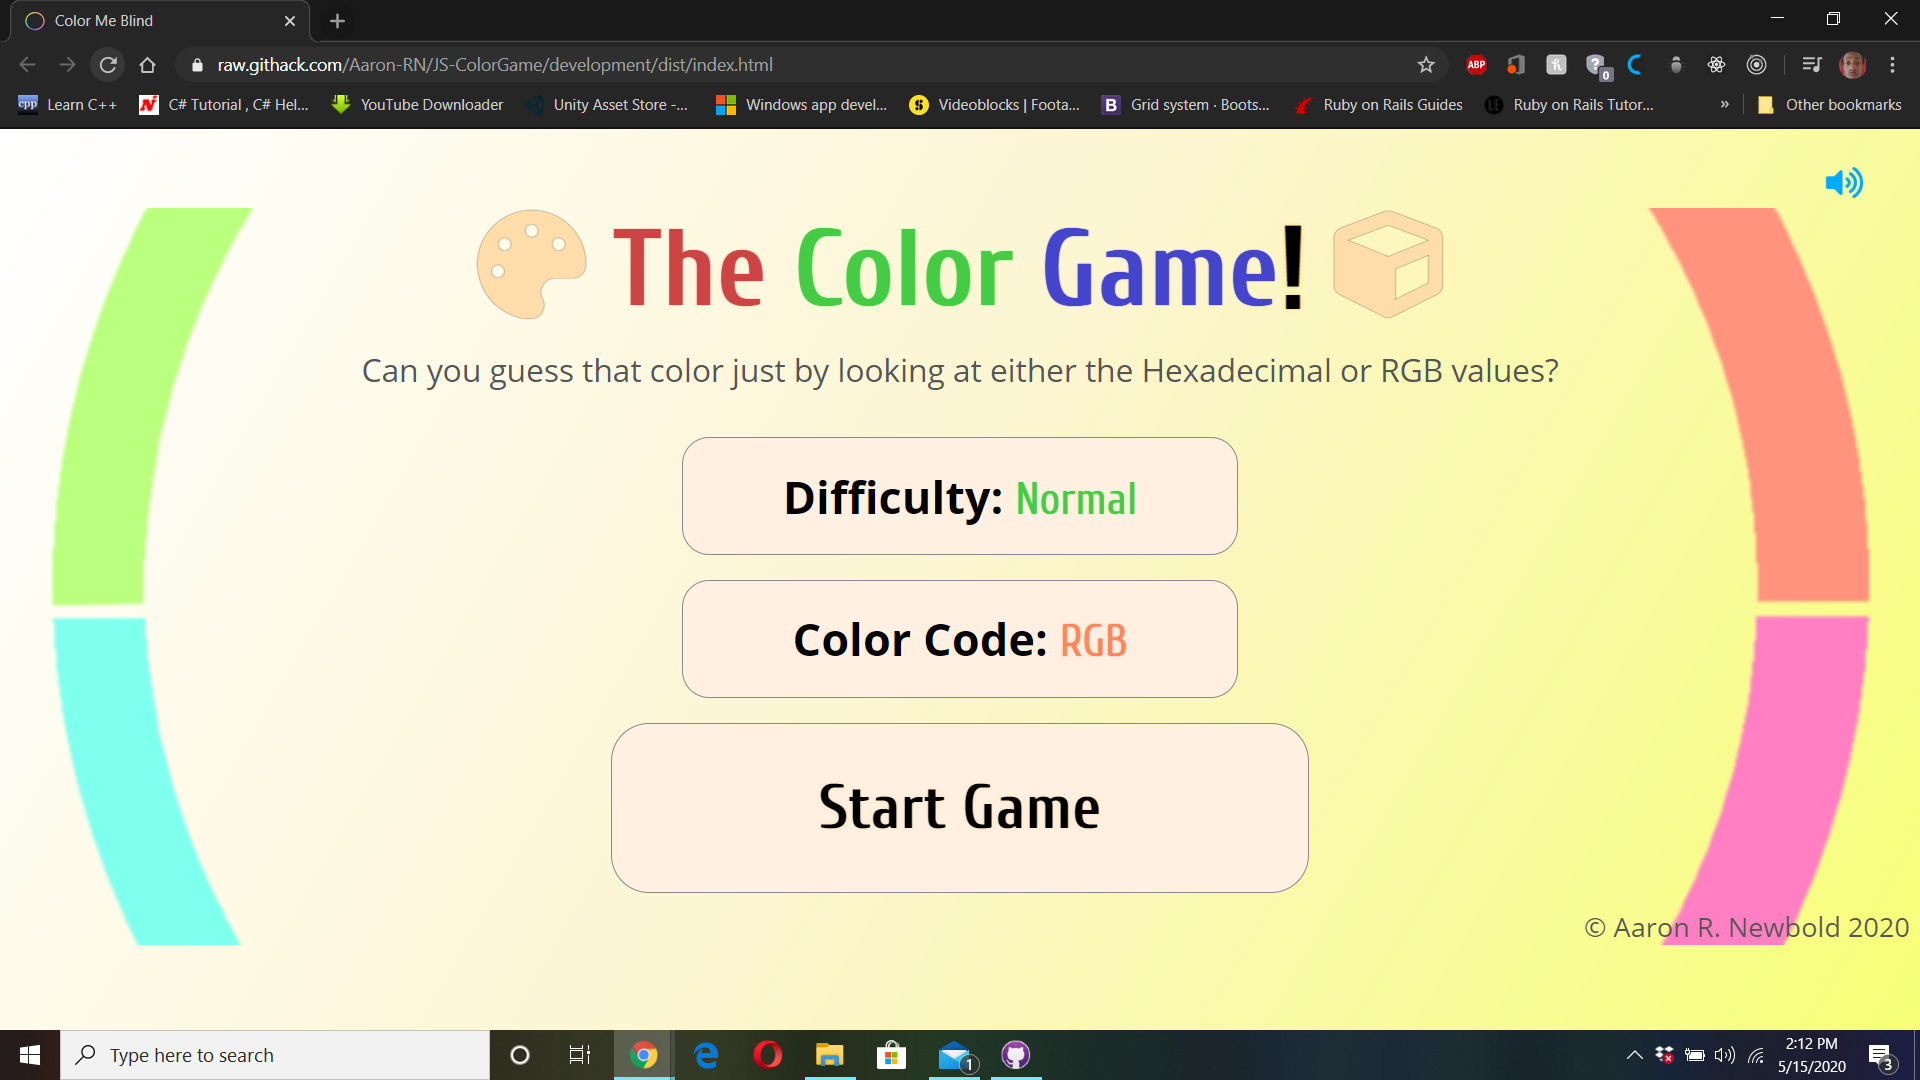 Color Me Blind
raw.githack.com/Aaron-RN/JS-ColorGame/development/dist/index.html
ABP
0
cpp Learn C++ C# Tutorial , C# Hel... YouTube Downloader Unity Asset Store -... Windows app devel... Videoblocks | Foota... B Grid system · Boots... Ruby on Rails Guides Ruby on Rails Tutor... » Other bookmarks
The Color Game!
Can you guess that color just by looking at either the Hexadecimal or RGB values?
Difficulty: Normal
Color Code: RGB
Start Game
© Aaron R. Newbold 2020
Type here to search
1
2:12 PM
5/15/2020
3